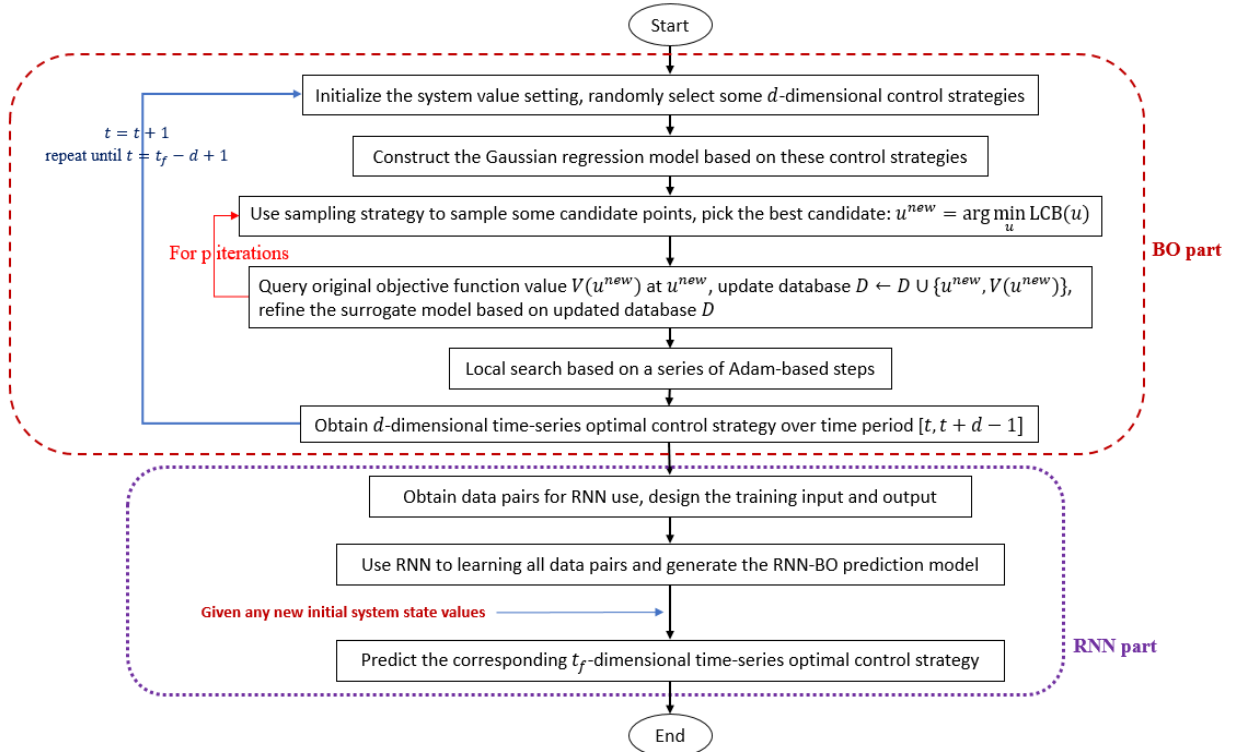 Start
Initialize the system value setting, randomly select some d-dimensional control strategies
t = t + 1
repeat until t = t_f − d + 1
Construct the Gaussian regression model based on these control strategies
Use sampling strategy to sample some candidate points, pick the best candidate: u^{new} = arg min_u LCB(u)
For p iterations
BO part
Query original objective function value V(u^{new}) at u^{new}, update database D ← D ∪ {u^{new}, V(u^{new})},
refine the surrogate model based on updated database D
Local search based on a series of Adam-based steps
Obtain d-dimensional time-series optimal control strategy over time period [t, t + d − 1]
Obtain data pairs for RNN use, design the training input and output
Use RNN to learning all data pairs and generate the RNN-BO prediction model
Given any new initial system state values
RNN part
Predict the corresponding t_f-dimensional time-series optimal control strategy
End